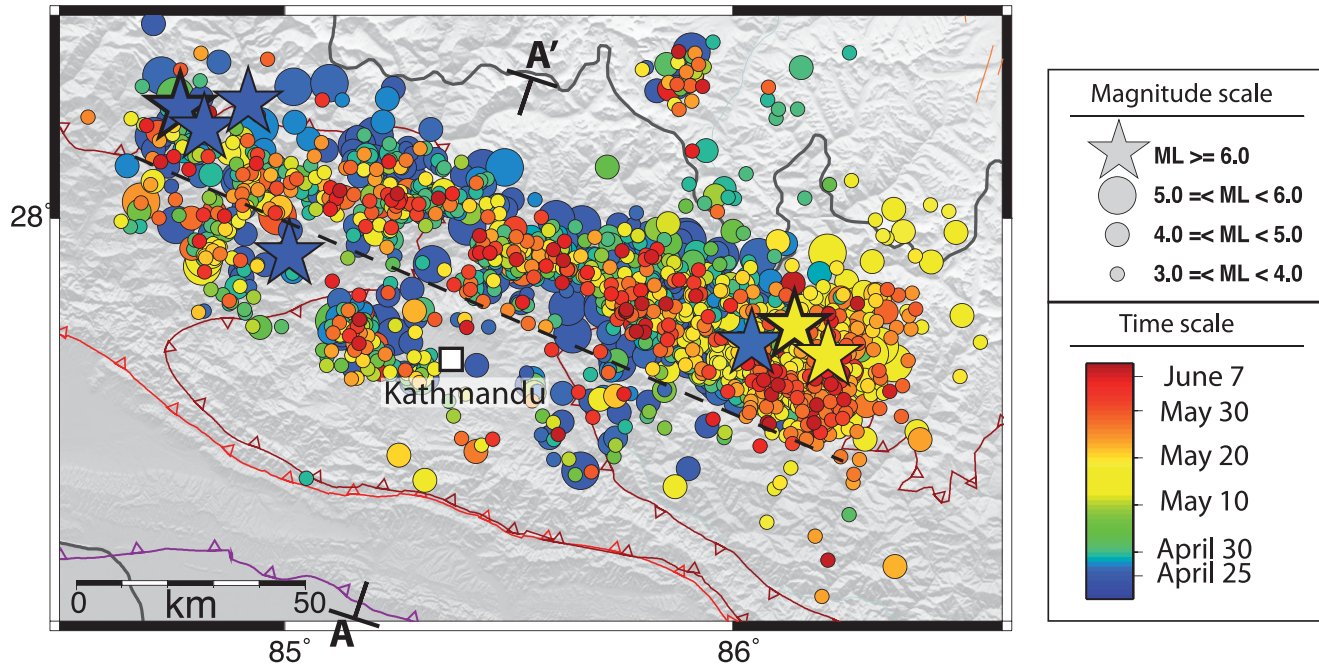 A'
28°
Kathmandu
0 km 50
A
85°
86°
Magnitude scale
ML >= 6.0
5.0 =< ML < 6.0
4.0 =< ML < 5.0
3.0 =< ML < 4.0
Time scale
June 7
May 30
May 20
May 10
April 30
April 25